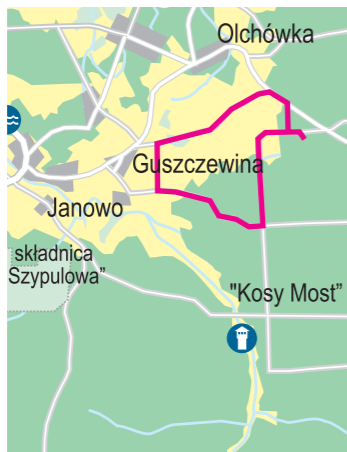 Olchówka
Guszczewina
Janowo
składnica
Szypulowa”
"Kosy Most”